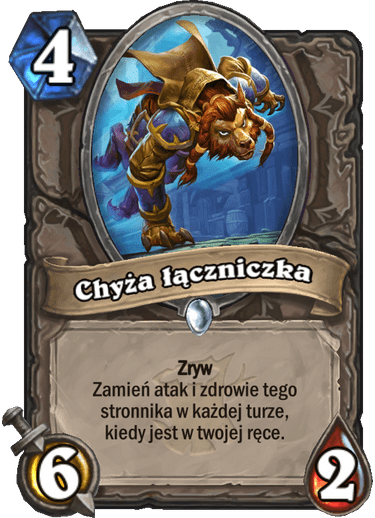 4
Chyża łączniczka
Zryw
Zamień atak i zdrowie tego
stronnika w każdej turze,
kiedy jest w twojej ręce.
6
2